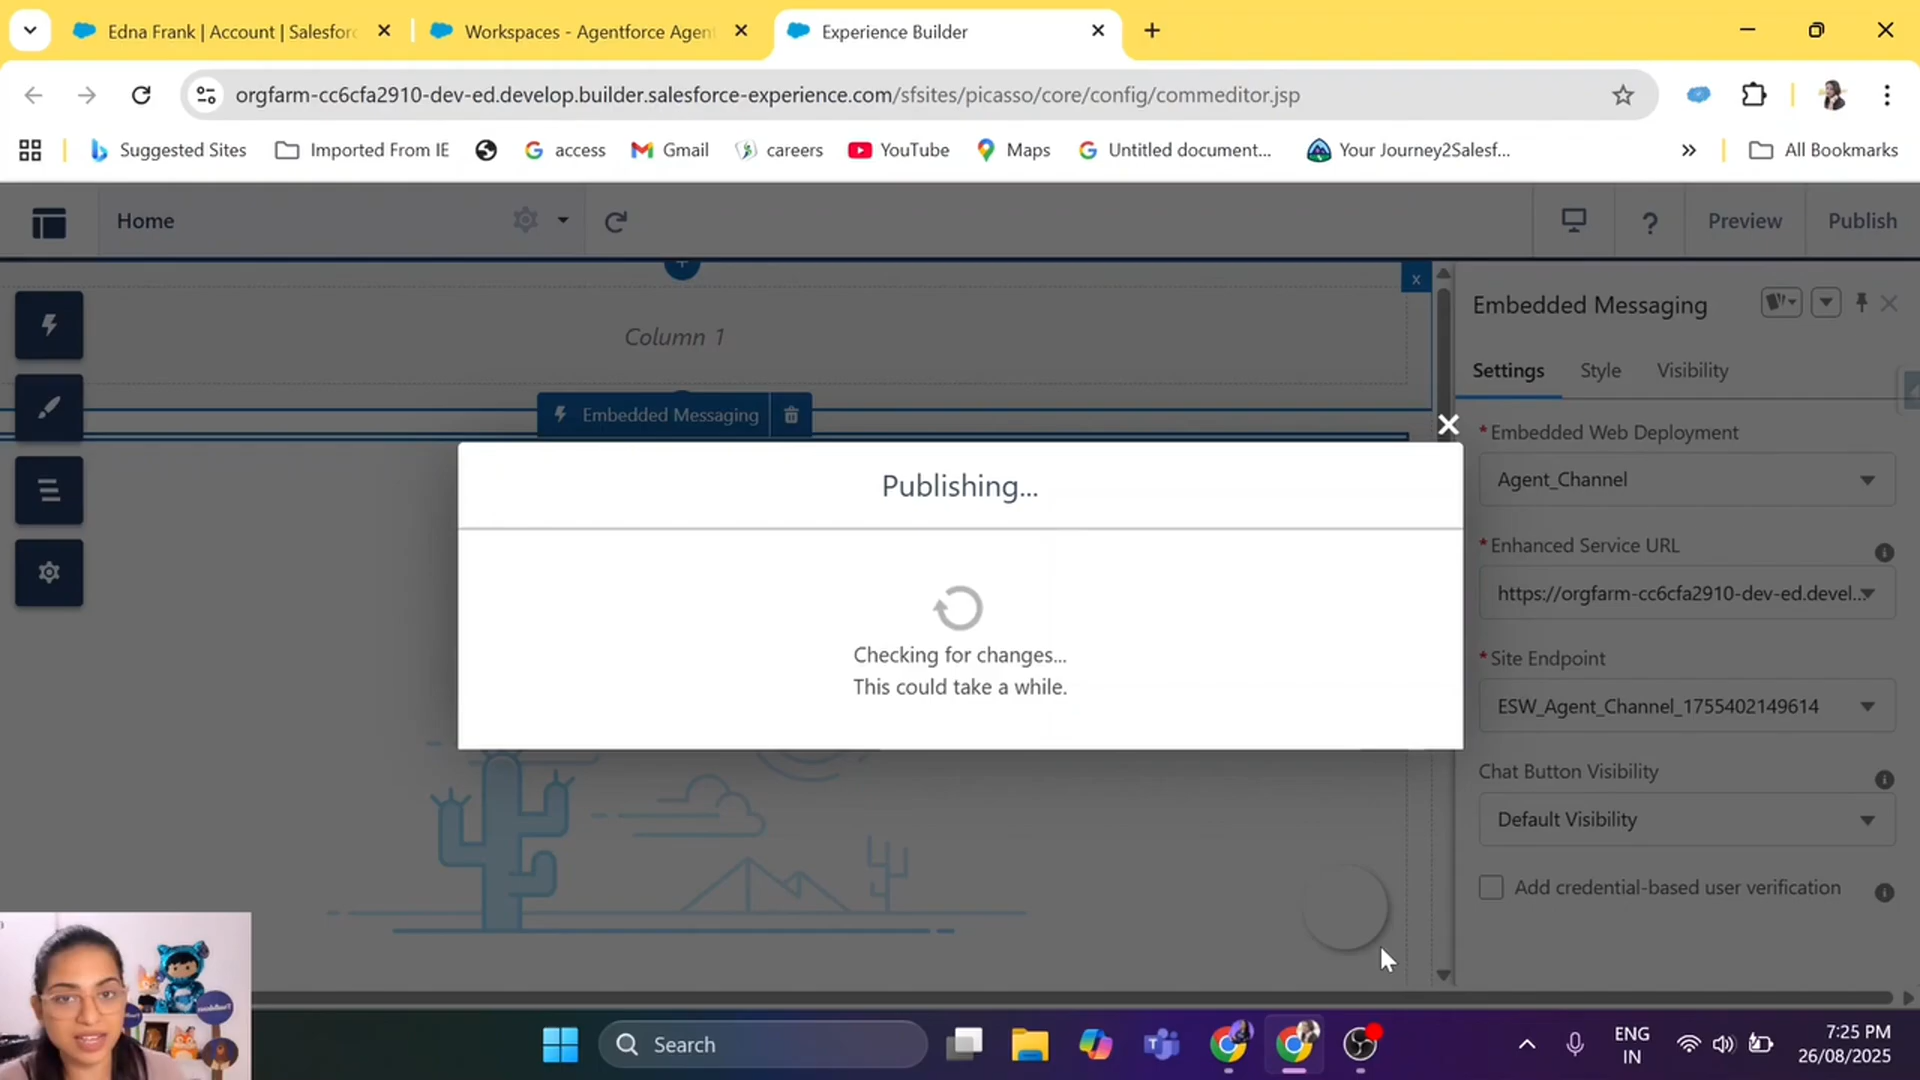 Edna Frank | Account | Salesforc
Workspaces - Agentforce Agen
Experience Builder
orgfarm-cc6cfa2910-dev-ed.develop.builder.salesforce-experience.com/sfsites/picasso/core/config/commeditor.jsp
Suggested Sites
Imported From IE
access
Gmail
careers
YouTube
Maps
Untitled document...
Your Journey2Salesf...
»
All Bookmarks
Home
?
Preview
Publish
x
Column 1
Embedded Messaging
Embedded Messaging
Settings
Style
Visibility
* Embedded Web Deployment
Agent_Channel
* Enhanced Service URL
https://orgfarm-cc6cfa2910-dev-ed.devel...
* Site Endpoint
ESW_Agent_Channel_1755402149614
Chat Button Visibility
Default Visibility
Add credential-based user verification
Publishing...
Checking for changes...
This could take a while.
Search
ENG
IN
7:25 PM
26/08/2025